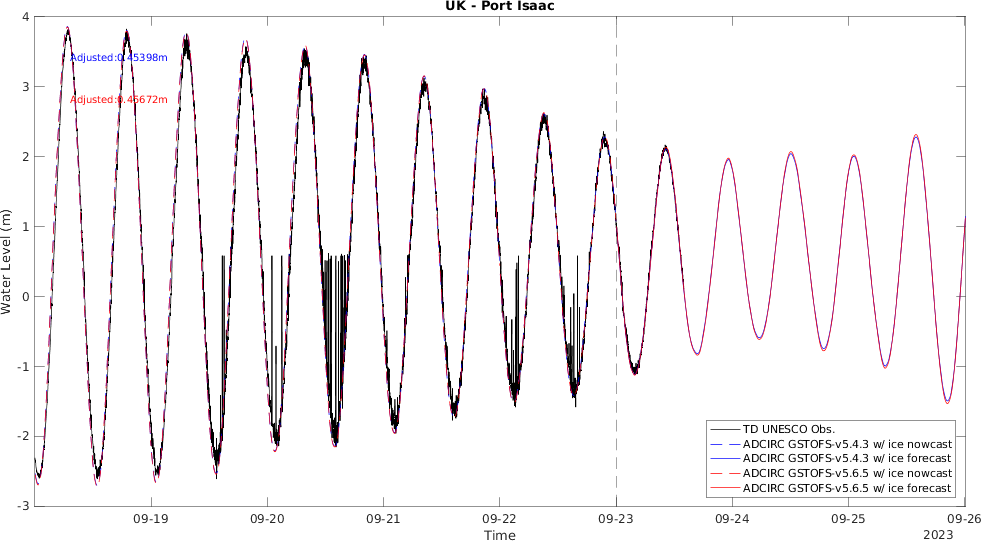 UK - Port Isaac
4
3
2
1
0
-1
-2
-3
Water Level (m)
Adjusted:0.45398m
Adjusted:0.46672m
TD UNESCO Obs.
ADCIRC GSTOFS-v5.4.3 w/ ice nowcast
ADCIRC GSTOFS-v5.4.3 w/ ice forecast
ADCIRC GSTOFS-v5.6.5 w/ ice nowcast
ADCIRC GSTOFS-v5.6.5 w/ ice forecast
09-19
09-20
09-21
09-22
09-23
09-24
09-25
09-26
Time
2023